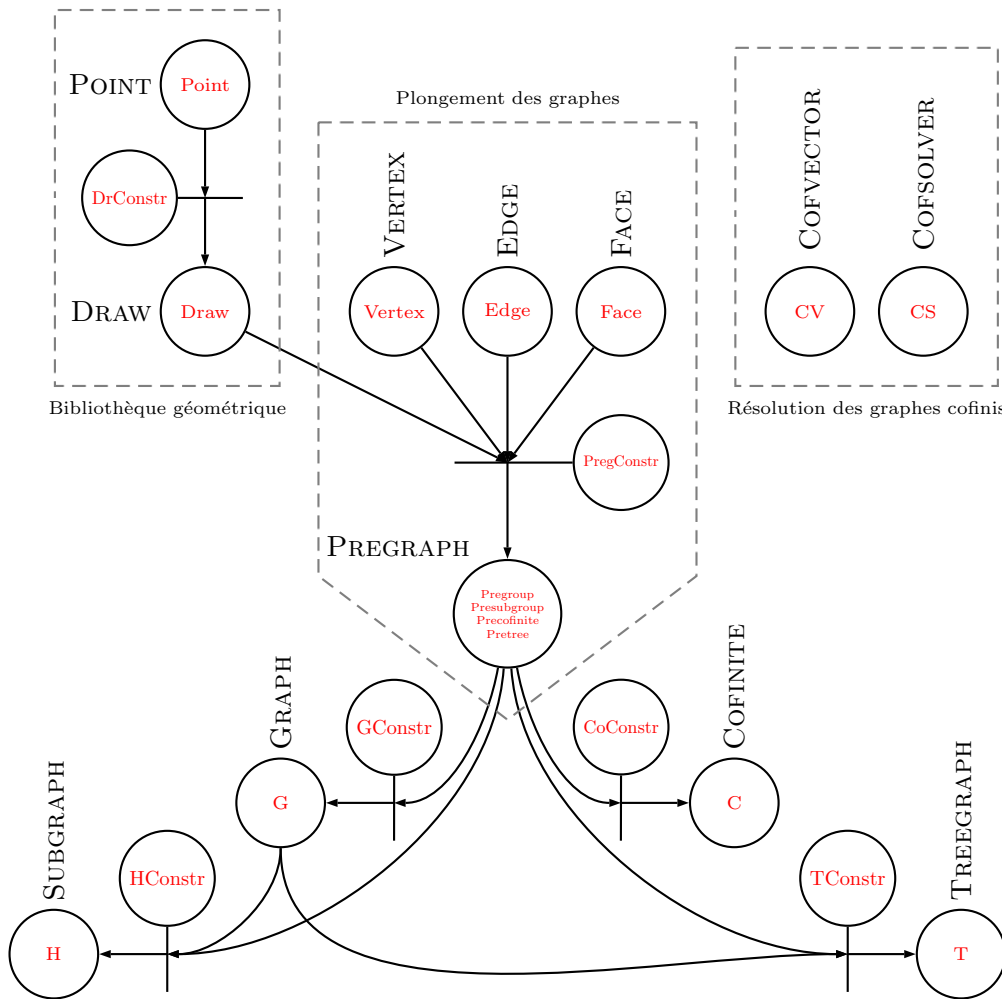 POINT
Point
DrConstr
DRAW
Draw
Bibliothèque géométrique
Plongement des graphes
VERTEX
EDGE
FACE
Vertex
Edge
Face
PregConstr
PREGRAPH
Pregroup
Presubgroup
Precofinite
Pretree
COFVECTOR
COFSOLVER
CV
CS
Résolution des graphes cofinis
GRAPH
GConstr
G
CoConstr
COFINITE
C
SUBGRAPH
HConstr
H
TConstr
TREEGRAPH
T